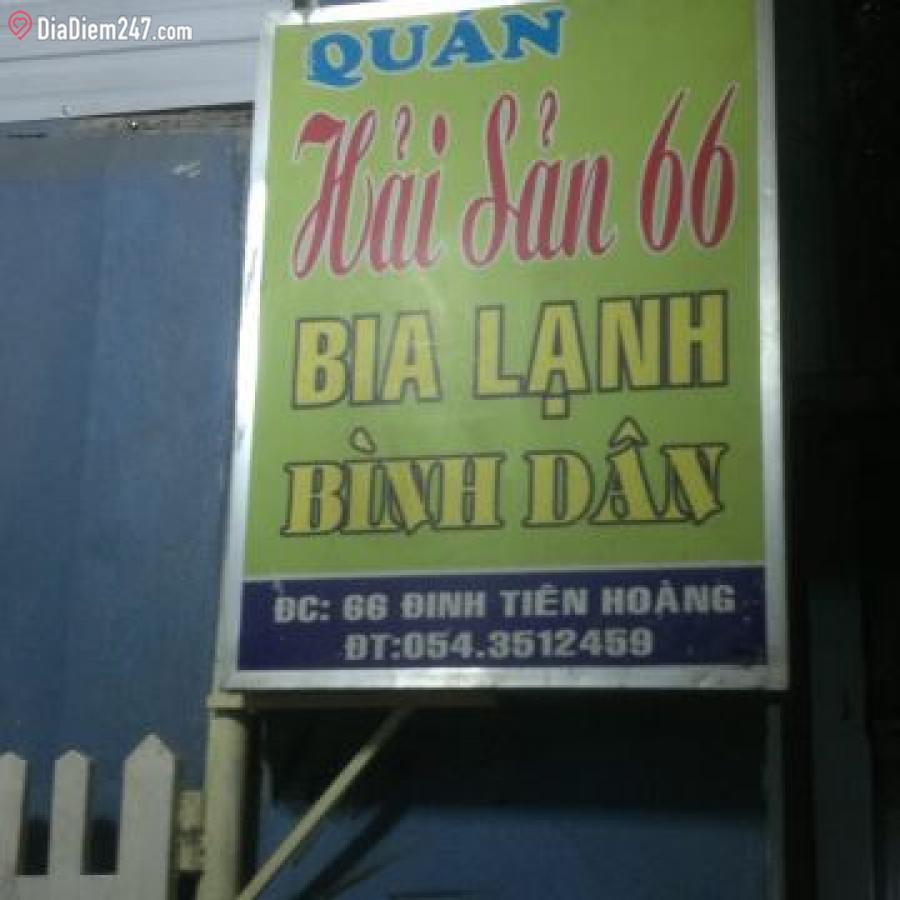 DiaDiem247.com
QUÁN
Hải Sản 66
BIA LẠNH
BÌNH DÂN
ĐC: 66 ĐINH TIÊN HOÀNG
ĐT:054.3512459